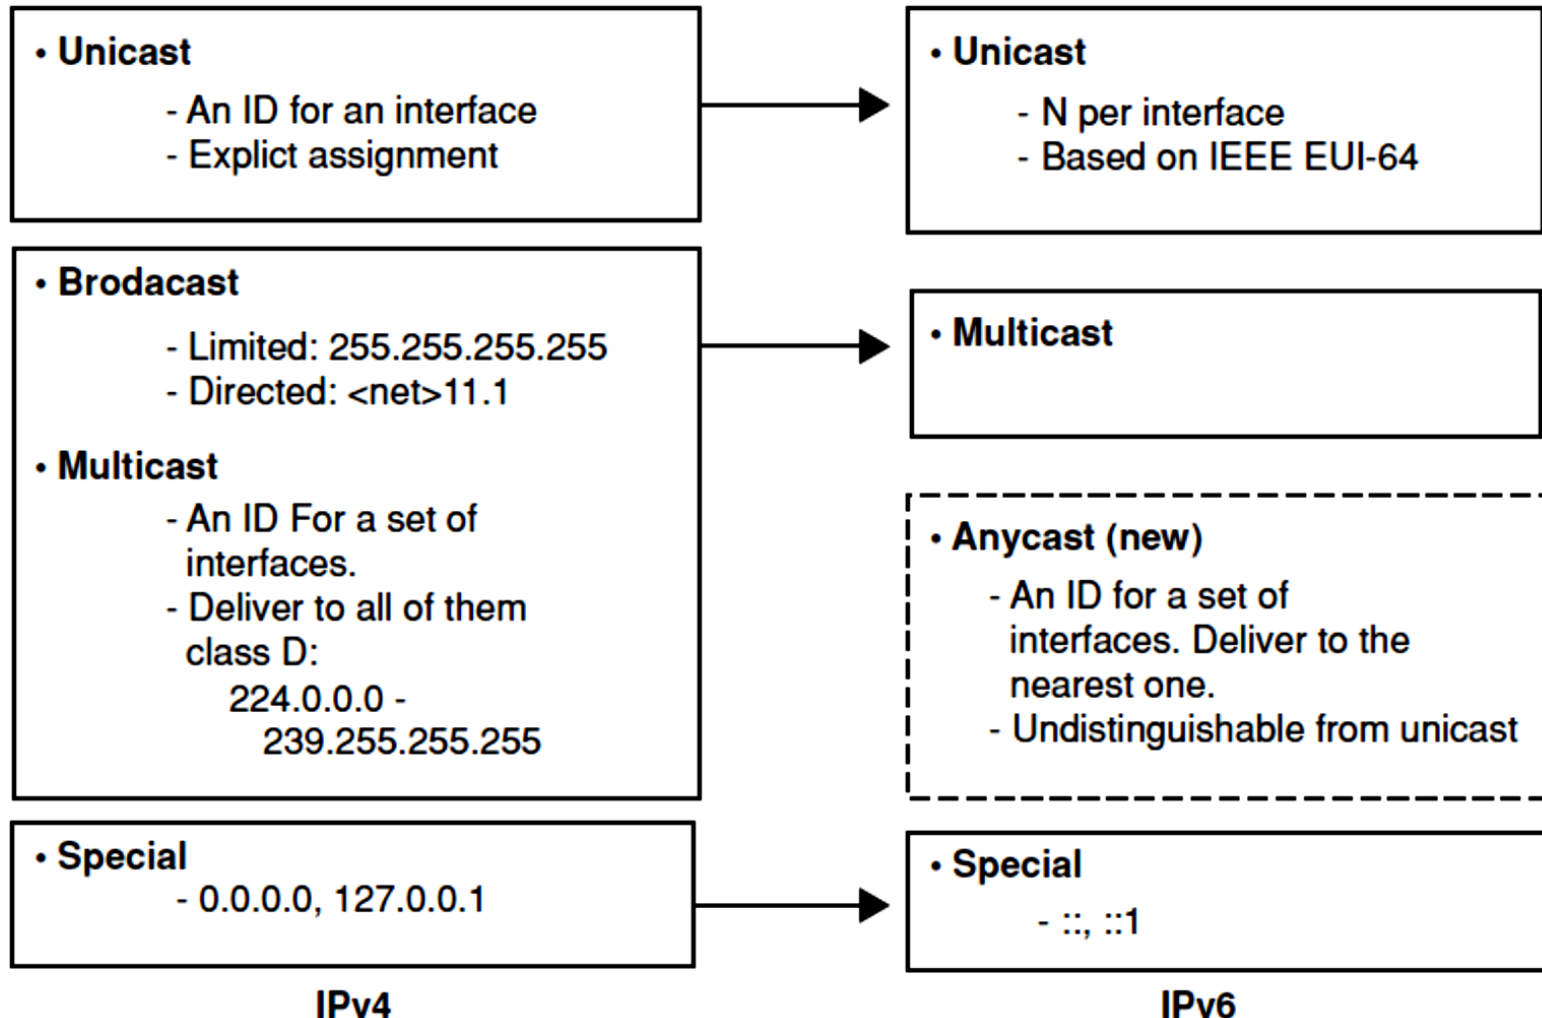 • Unicast
- An ID for an interface
- Explict assignment
• Brodacast
- Limited: 255.255.255.255
- Directed: <net>11.1
• Multicast
- An ID For a set of
interfaces.
- Deliver to all of them
class D:
224.0.0.0 -
239.255.255.255
• Special
- 0.0.0.0, 127.0.0.1
IPv4
• Unicast
- N per interface
- Based on IEEE EUI-64
• Multicast
• Anycast (new)
- An ID for a set of
interfaces. Deliver to the
nearest one.
- Undistinguishable from unicast
• Special
- ::, ::1
IPv6